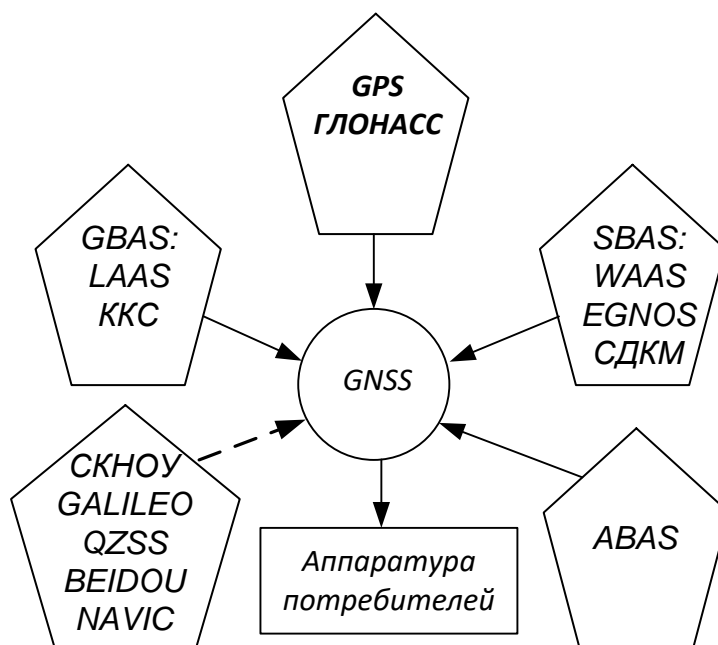 GPS
ГЛОНАСС
GBAS:
LAAS
ККС
SBAS:
WAAS
EGNOS
СДКМ
GNSS
СКНОУ
GALILEO
QZSS
BEIDOU
NAVIC
Аппаратура
потребителей
ABAS